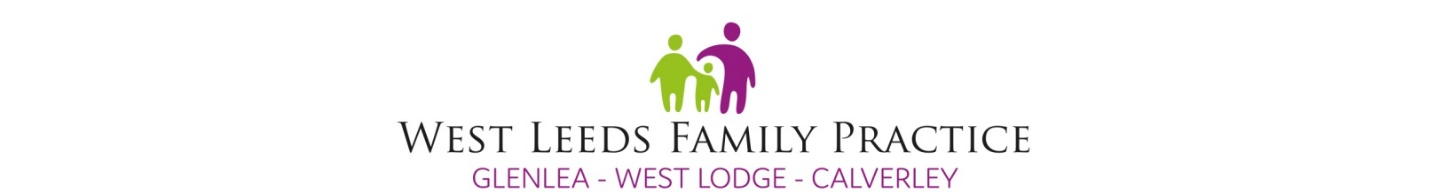 West Leeds Family Practice
GLENLEA - WEST LODGE - CALVERLEY